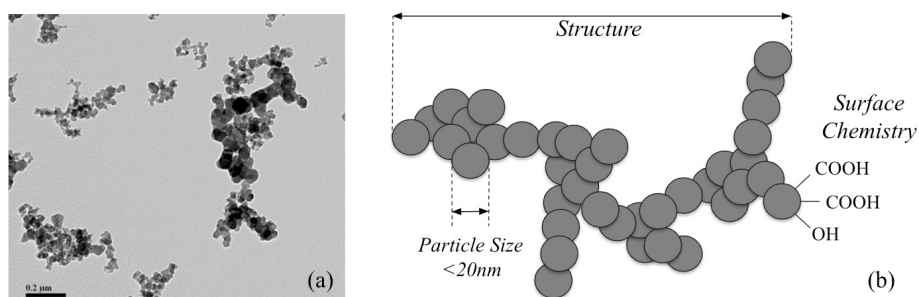 0.2 µm
(a)
Structure
Surface
Chemistry
COOH
COOH
OH
Particle Size
<20nm
(b)